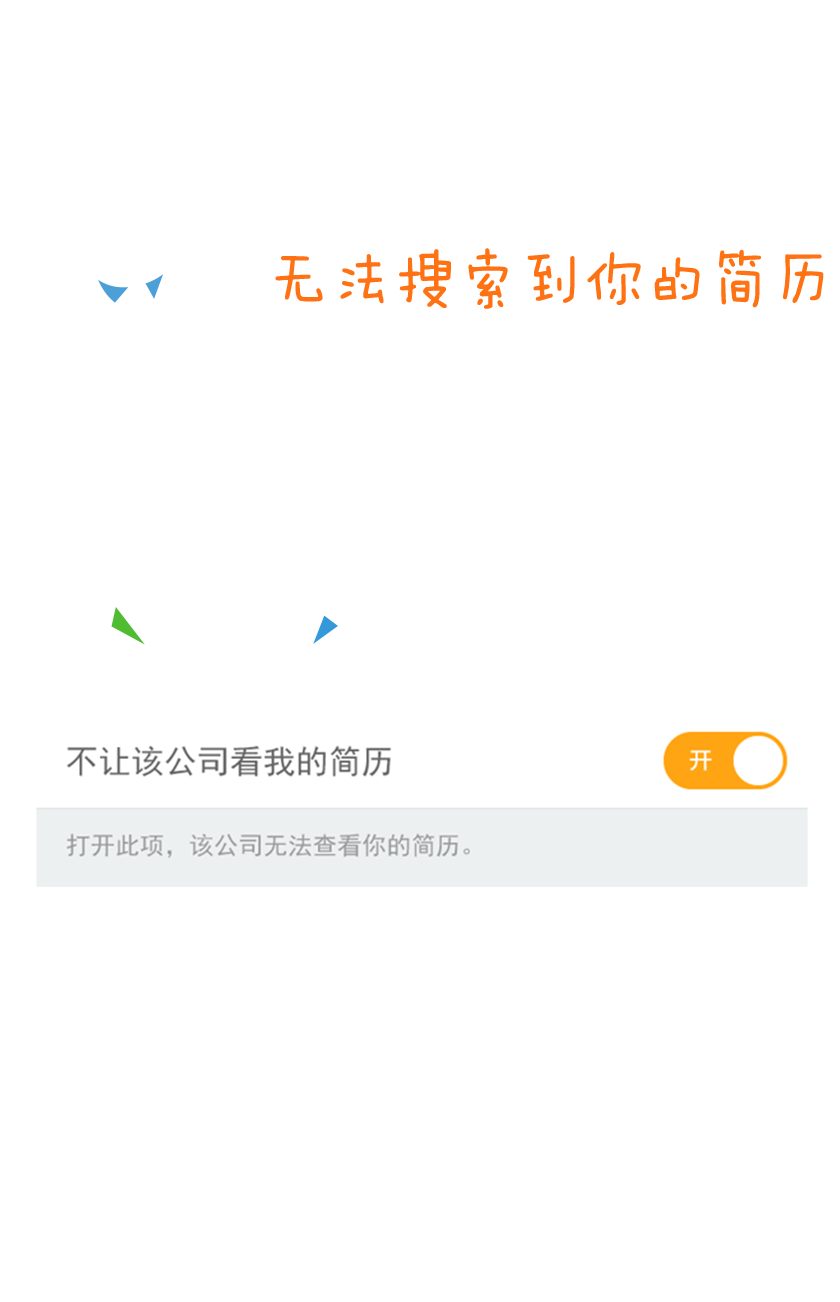 无法搜索到你的简历
不让该公司看我的简历
开
打开此项，该公司无法查看你的简历。